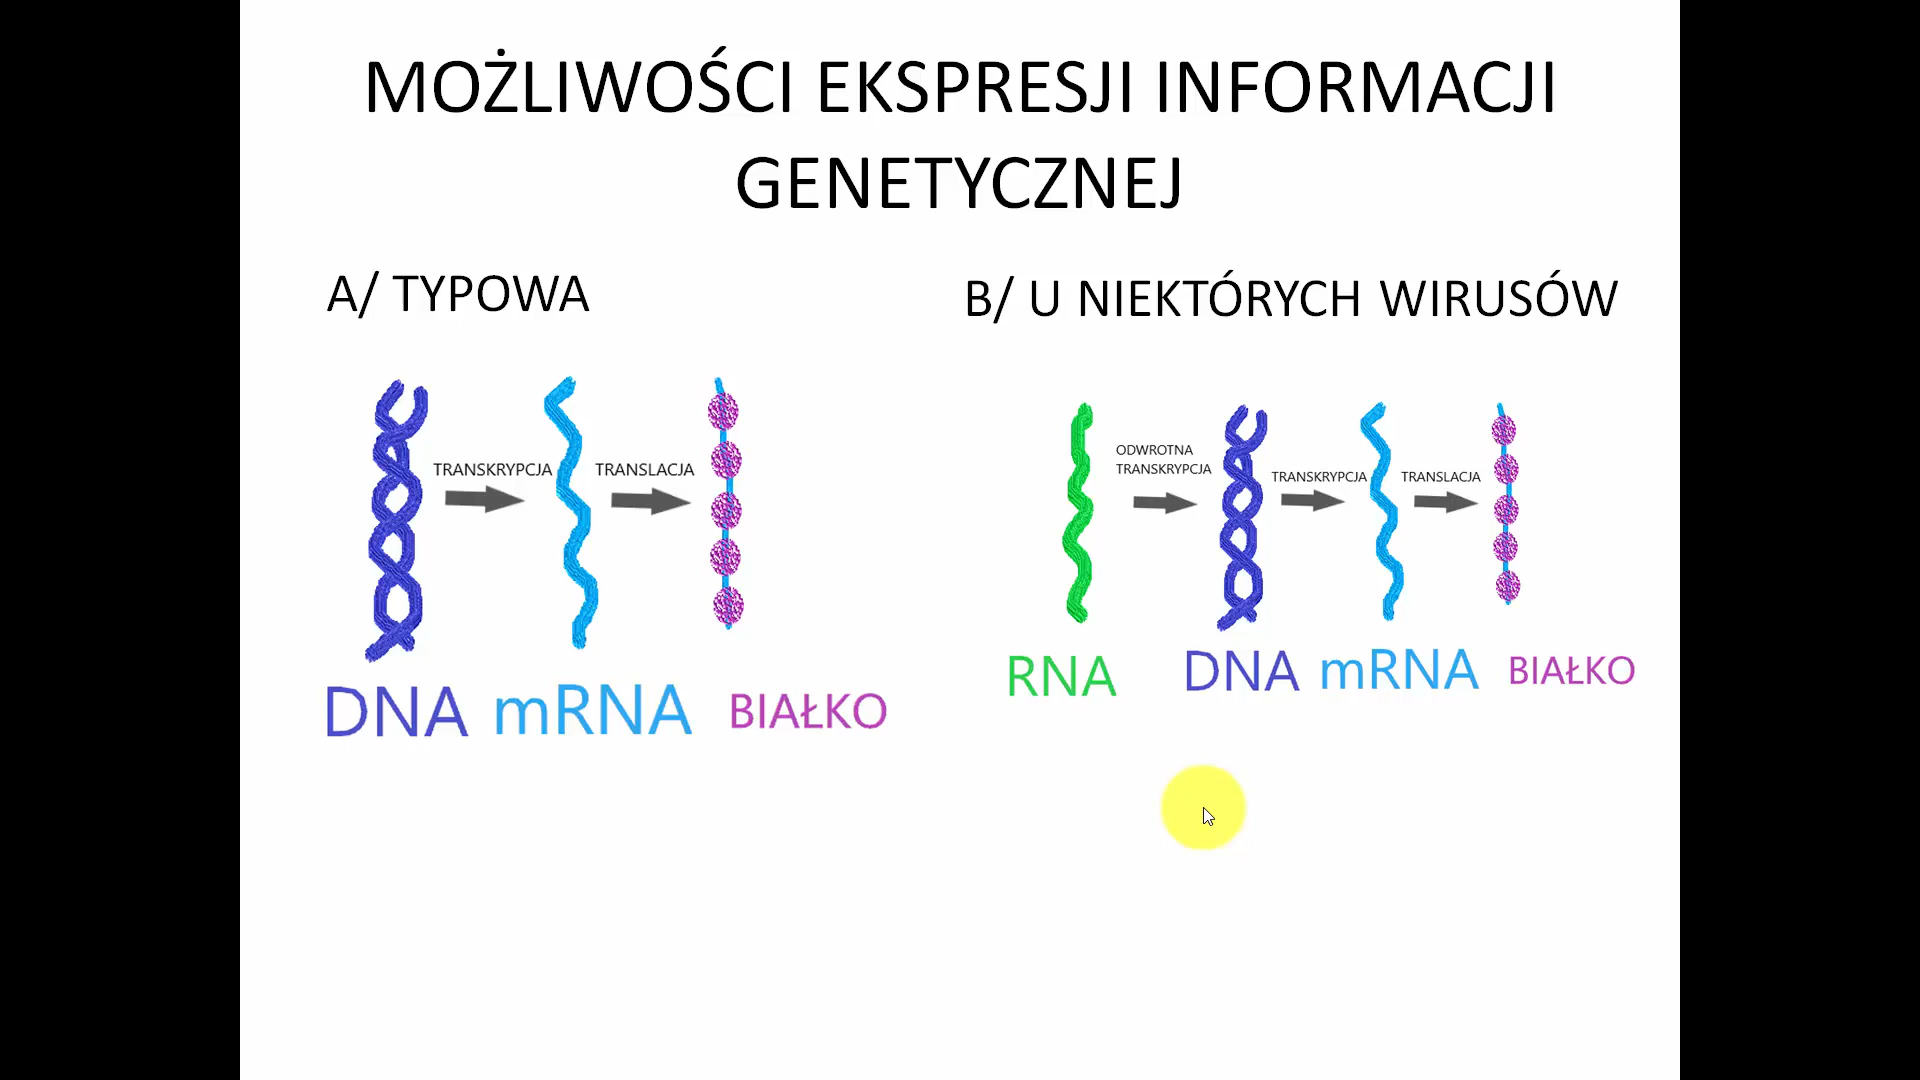 MOŻLIWOŚCI EKSPRESJI INFORMACJI
GENETYCZNEJ
A/ TYPOWA
TRANSKRYPCJA
TRANSLACJA
DNA
mRNA
BIAŁKO
B/ U NIEKTÓRYCH WIRUSÓW
ODWROTNA
TRANSKRYPCJA
TRANSKRYPCJA
TRANSLACJA
RNA
DNA
mRNA
BIAŁKO